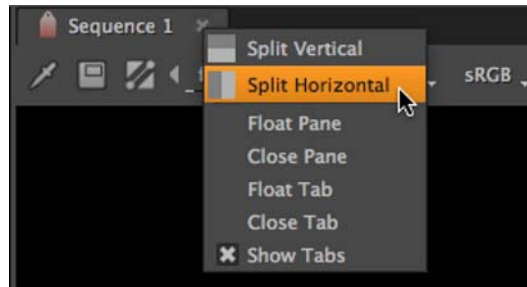 Sequence 1
Split Vertical
Split Horizontal
sRGB
Float Pane
Close Pane
Float Tab
Close Tab
Show Tabs